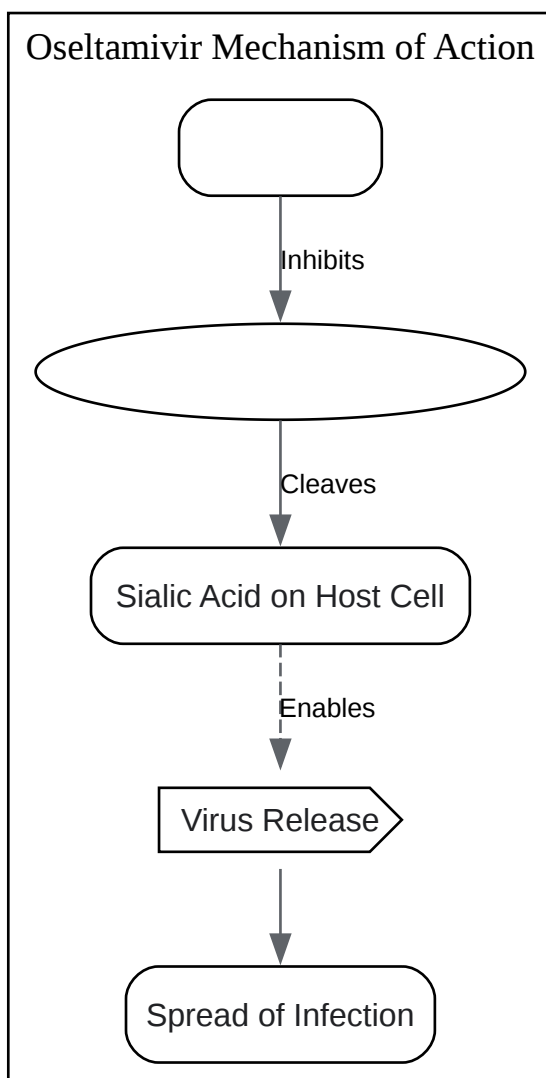 Oseltamivir Mechanism of Action
Inhibits
Cleaves
Sialic Acid on Host Cell
Enables
Virus Release
Spread of Infection